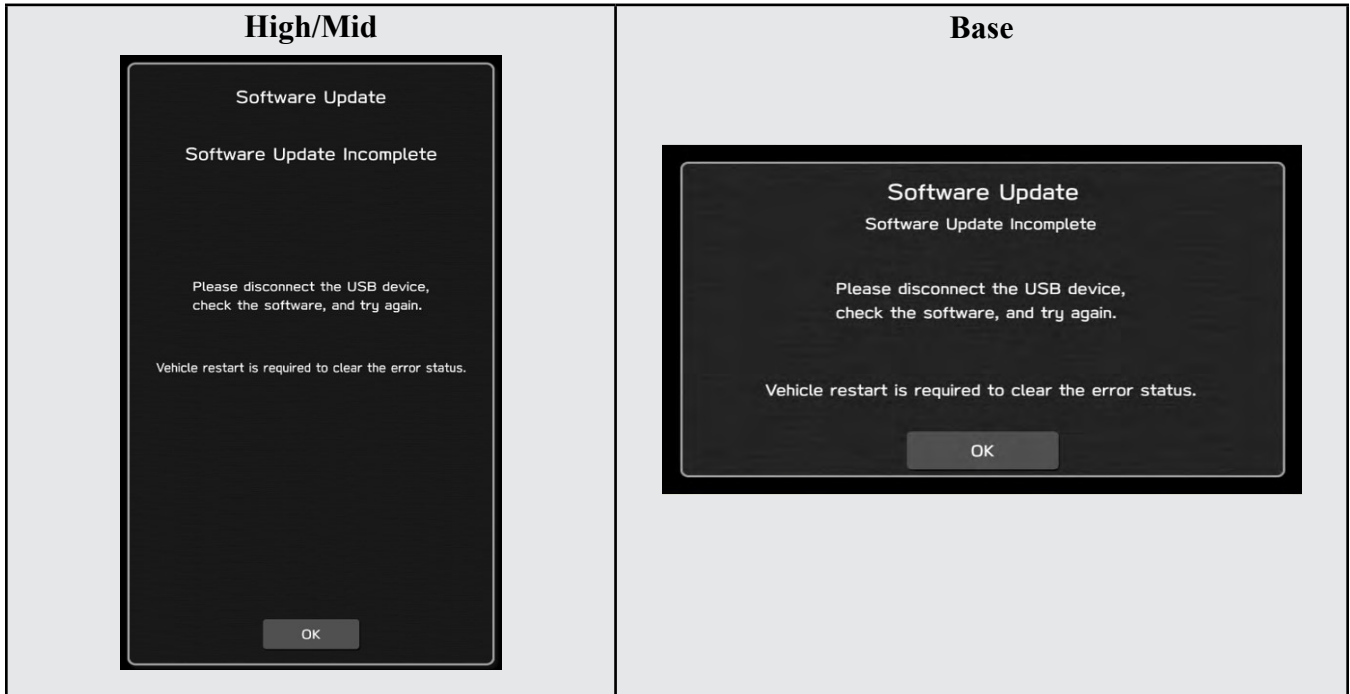 High/Mid
Software Update
Software Update Incomplete
Please disconnect the USB device,
check the software, and try again.
Vehicle restart is required to clear the error status.
OK
Base
Software Update
Software Update Incomplete
Please disconnect the USB device,
check the software, and try again.
Vehicle restart is required to clear the error status.
OK